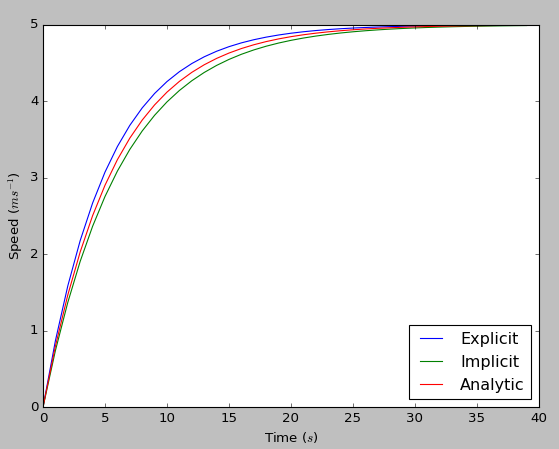 5
4
3
2
1
0
Speed (ms⁻¹)
0 5 10 15 20 25 30 35 40
Time (s)
Explicit
Implicit
Analytic